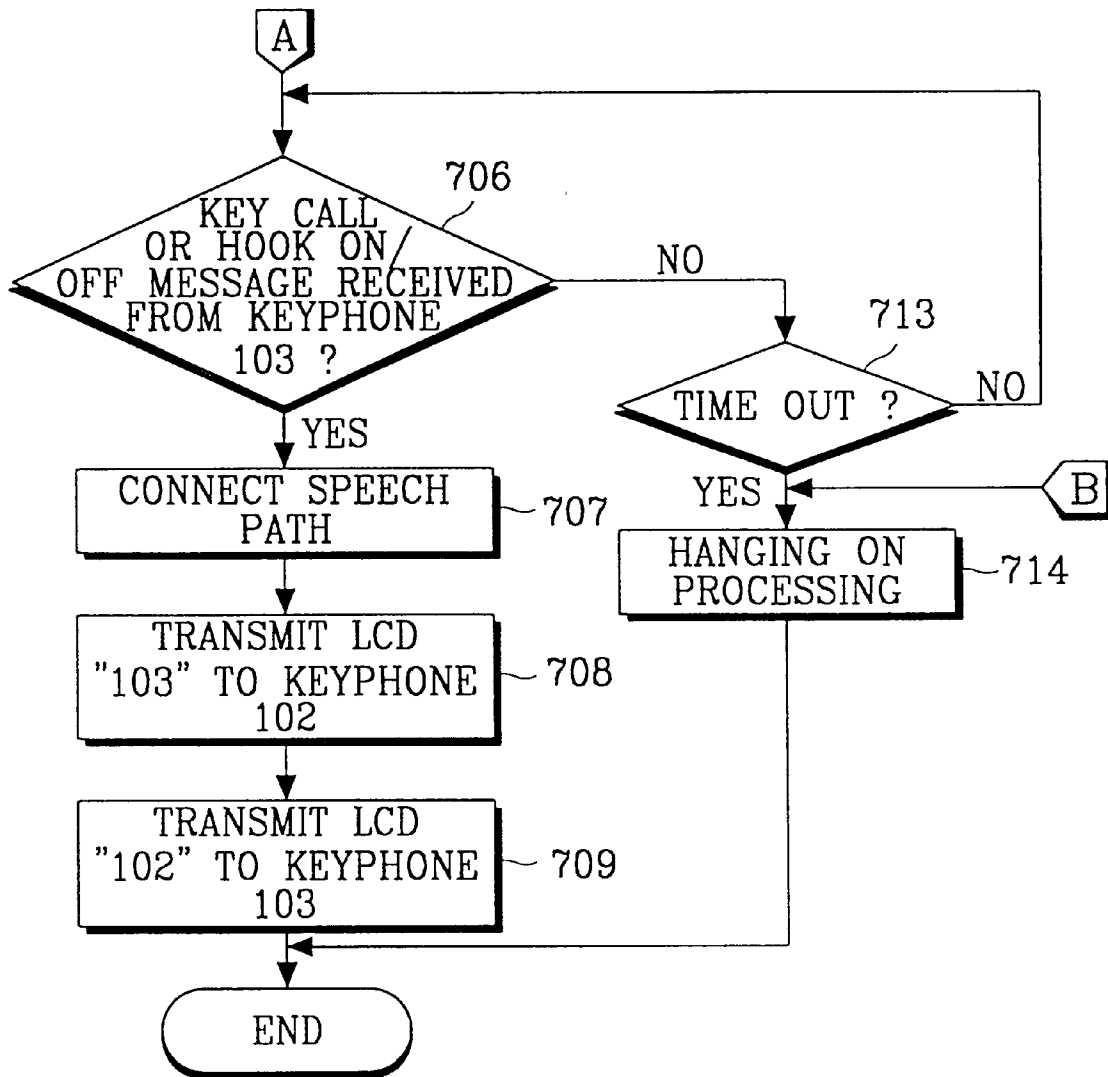 A
706
KEY CALL
OR HOOK ON/
OFF MESSAGE RECEIVED
FROM KEYPHONE
103 ?
NO
713
TIME OUT ?
NO
YES
CONNECT SPEECH
PATH
707
YES
B
HANGING ON
PROCESSING
714
TRANSMIT LCD
"103" TO KEYPHONE
102
708
TRANSMIT LCD
"102" TO KEYPHONE
103
709
END